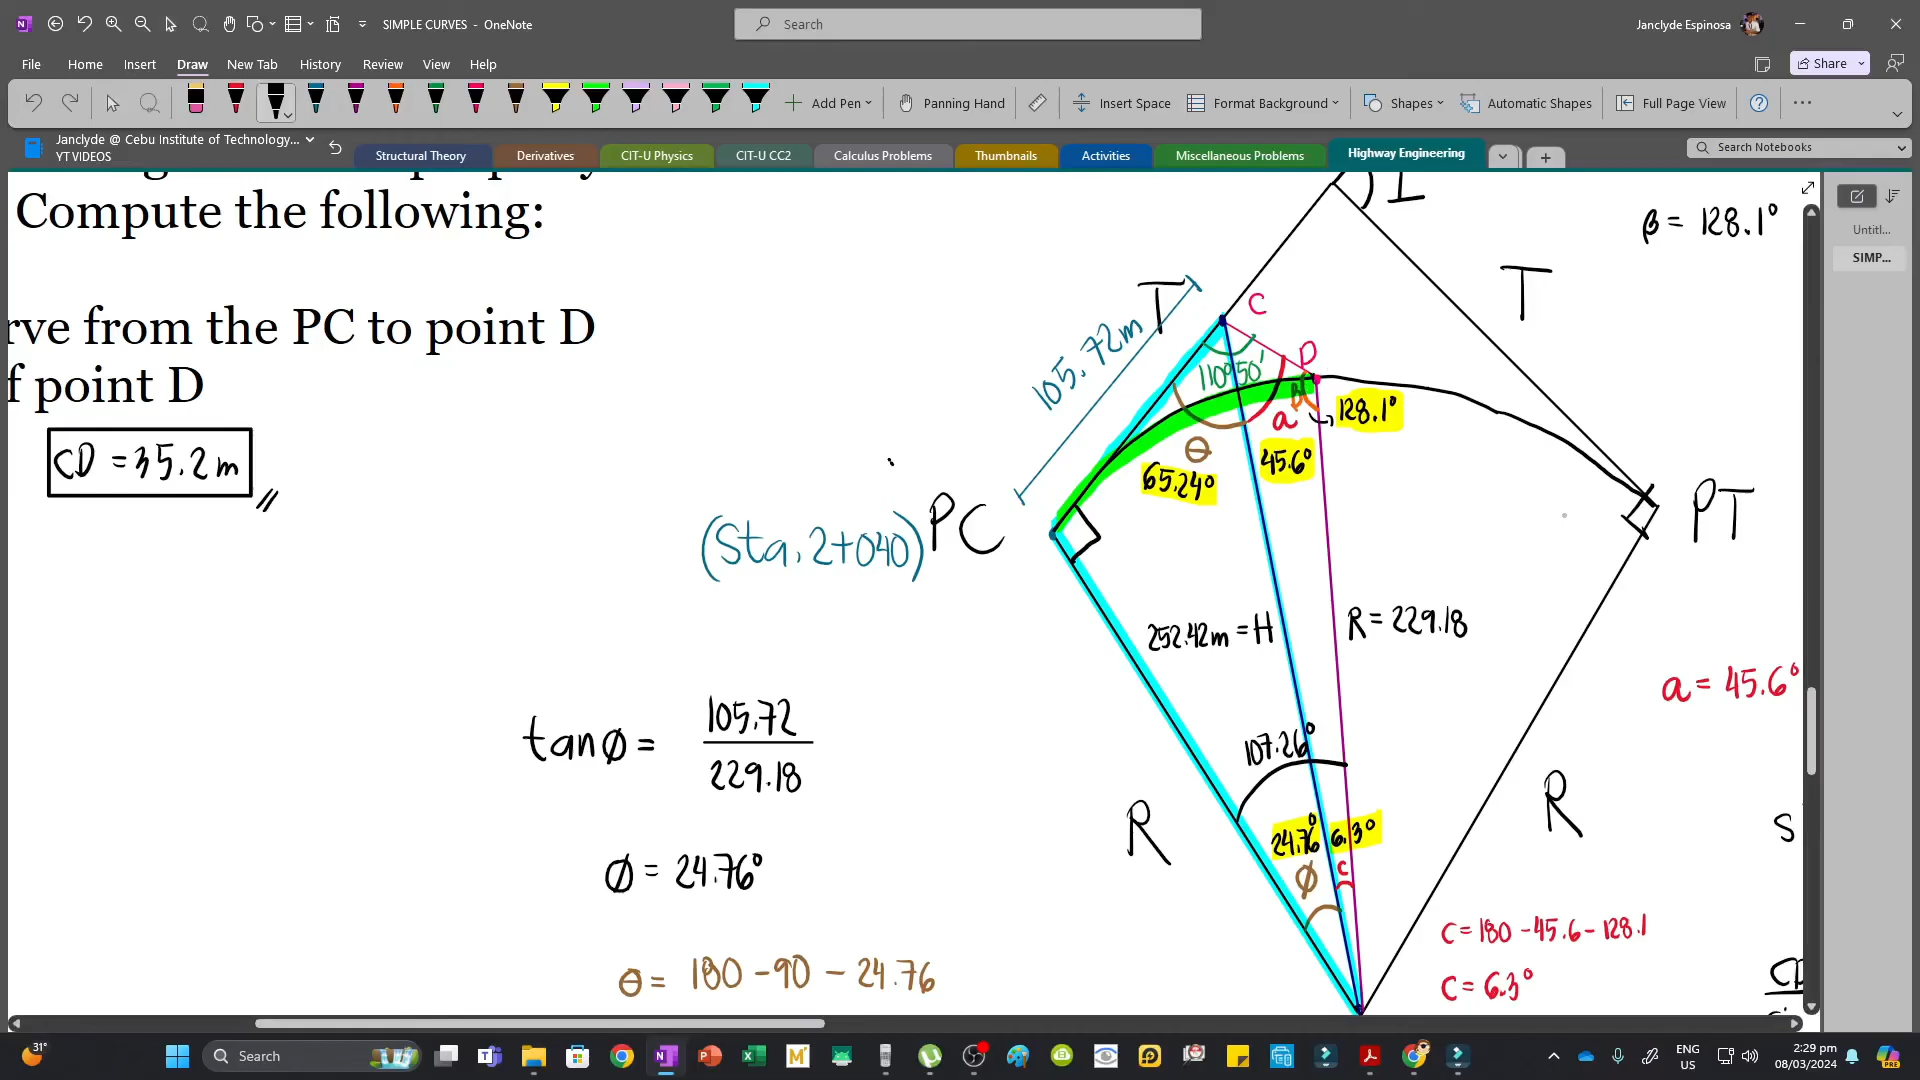 SIMPLE CURVES - OneNote
Search
Janclyde Espinosa
File Home Insert Draw New Tab History Review View Help
Share
Add Pen
Panning Hand
Insert Space
Format Background
Shapes
Automatic Shapes
Full Page View
Janclyde @ Cebu Institute of Technology...
YT VIDEOS
Structural Theory
Derivatives
CIT-U Physics
CIT-U CC2
Calculus Problems
Thumbnails
Activities
Miscellaneous Problems
Highway Engineering
Search Notebooks
Untitl...
SIMP...
Compute the following:
rve from the PC to point D
f point D
CD = 35.2 m
I
β = 128.1°
T
T
C
105.72m
D
110°50'
β
a
128.1°
θ
45.6°
65.24°
(Sta. 2+040) PC
PT
252.42m = H
R = 229.18
a = 45.6°
tanφ = 105.72
229.18
107.26°
R
R
S
24.76° 6.3°
φ
c
φ = 24.76°
c = 180 - 45.6 - 128.1
c = 6.3°
θ = 180 - 90 - 24.76
CD
31°
Search
ENG
US
2:29 pm
08/03/2024